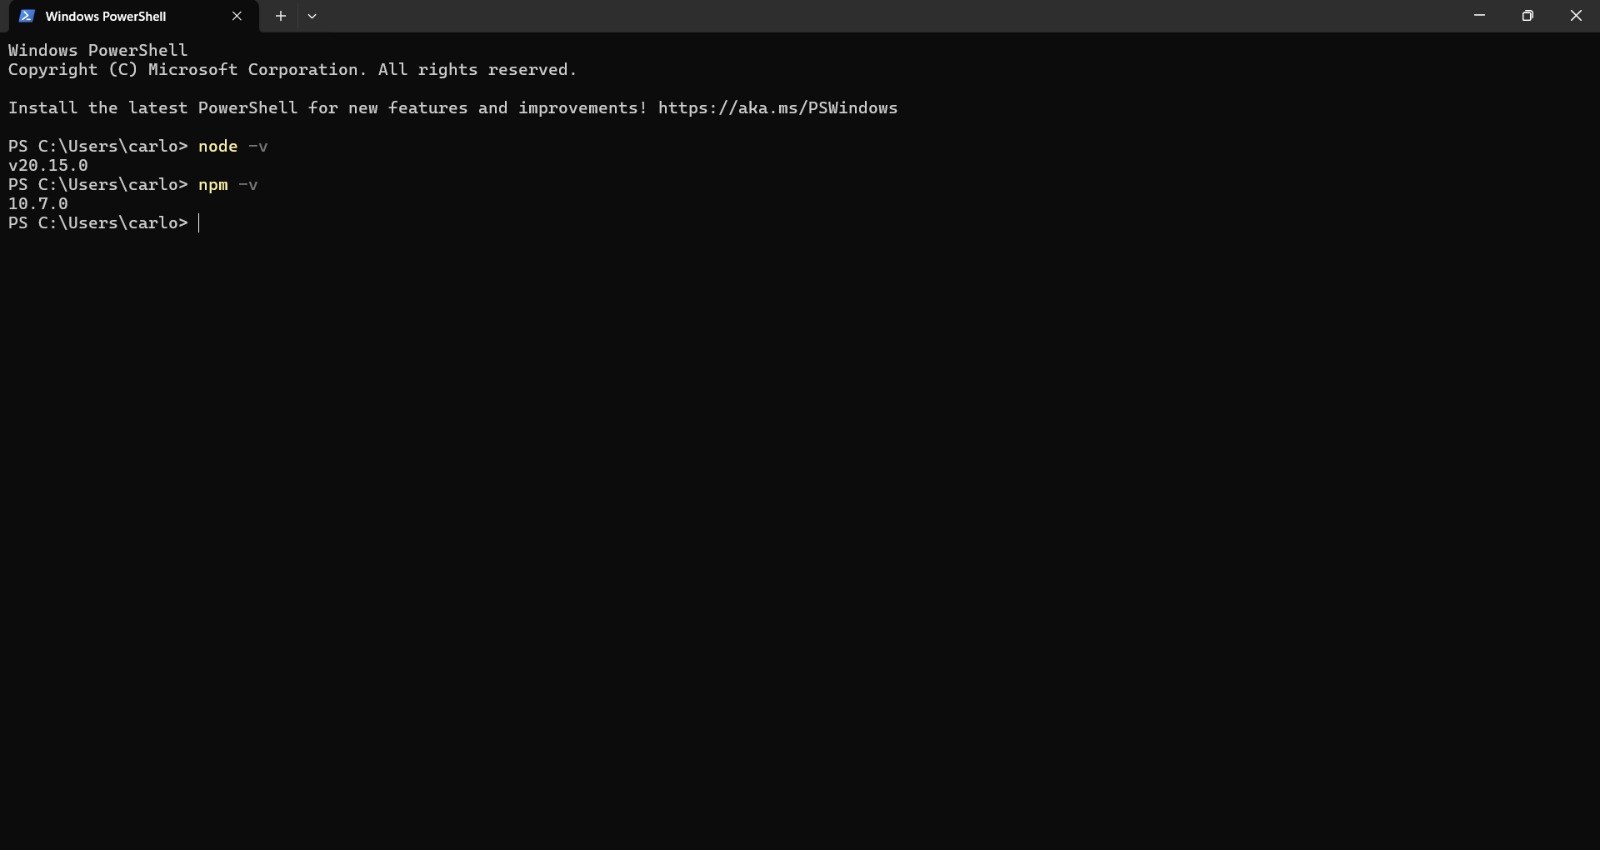 Windows PowerShell
Windows PowerShell
Copyright (C) Microsoft Corporation. All rights reserved.
Install the latest PowerShell for new features and improvements! https://aka.ms/PSWindows
PS C:\Users\carlo> node -v
v20.15.0
PS C:\Users\carlo> npm -v
10.7.0
PS C:\Users\carlo>